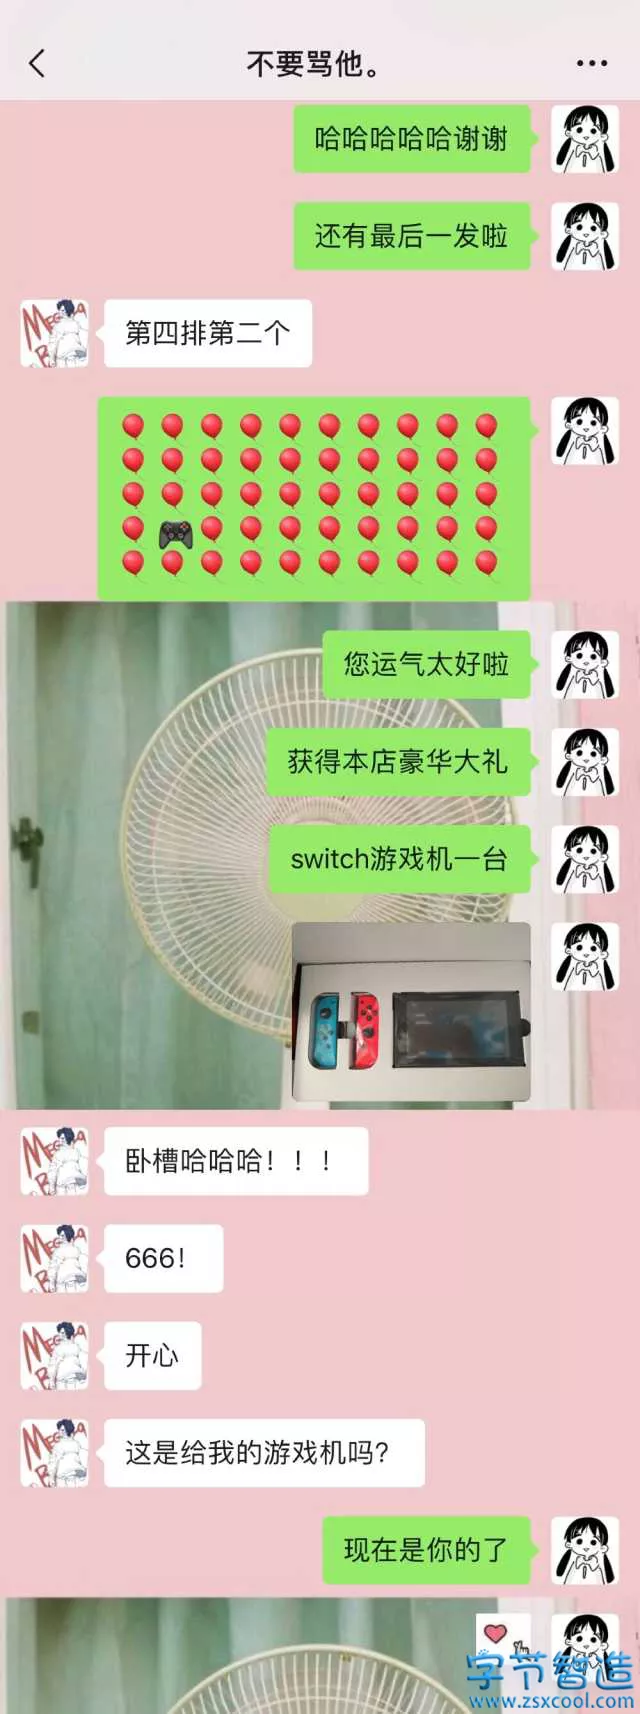 不要骂他。
哈哈哈哈哈谢谢
还有最后一发啦
第四排第二个
您运气太好啦
获得本店豪华大礼
switch游戏机一台
卧槽哈哈哈！！！
666！
开心
这是给我的游戏机吗？
现在是你的了
字节智造
www.zsxcool.com